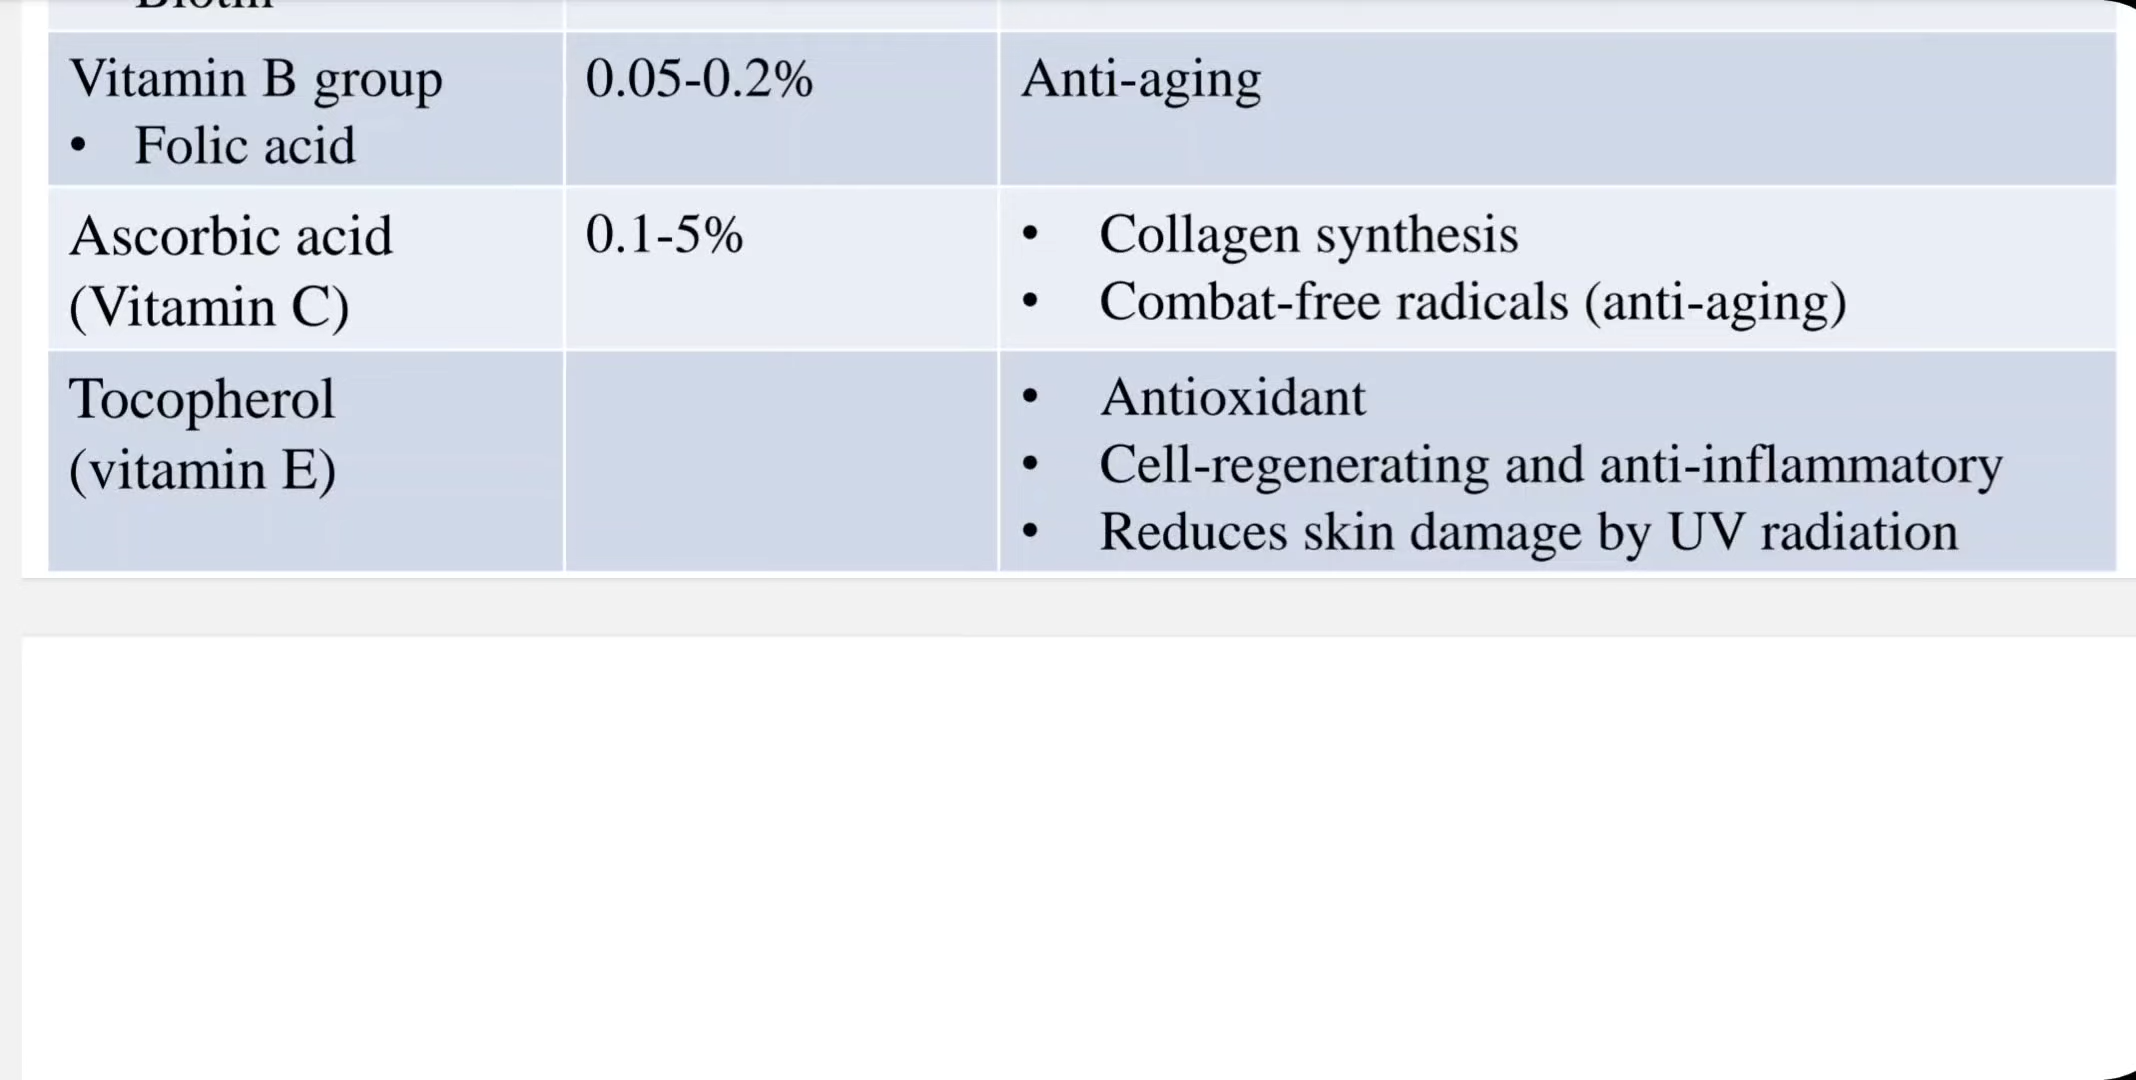 Biotin
Vitamin B group
• Folic acid
0.05-0.2%
Anti-aging
Ascorbic acid
(Vitamin C)
0.1-5%
• Collagen synthesis
• Combat-free radicals (anti-aging)
Tocopherol
(vitamin E)
• Antioxidant
• Cell-regenerating and anti-inflammatory
• Reduces skin damage by UV radiation